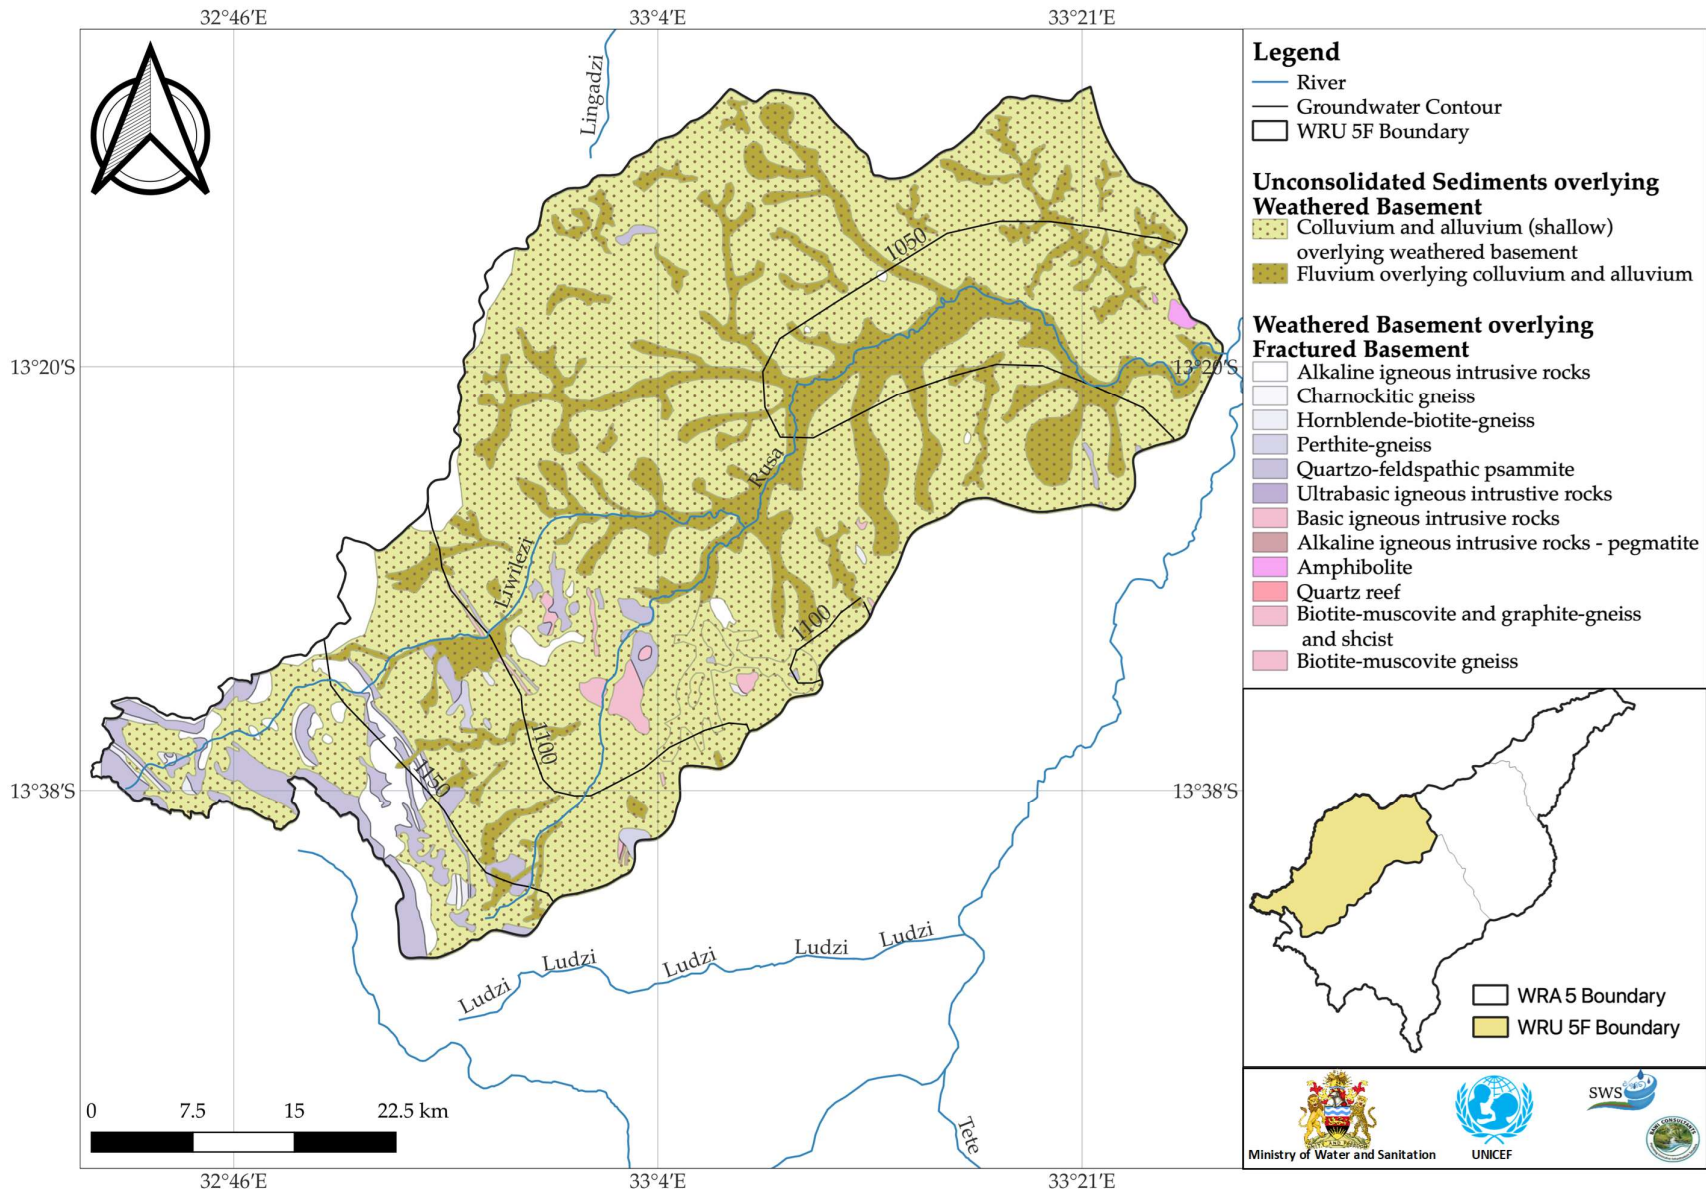 32°46'E
33°4'E
33°21'E
Lingadzi
1050
13°20'S
13°20'S
Rusa
Liwilezi
1100
1100
1150
13°38'S
13°38'S
Ludzi
Ludzi
Ludzi
Ludzi
Ludzi
Tete
0 7.5 15 22.5 km
32°46'E
33°4'E
33°21'E
Legend
River
Groundwater Contour
WRU 5F Boundary
Unconsolidated Sediments overlying
Weathered Basement
Colluvium and alluvium (shallow)
overlying weathered basement
Fluvium overlying colluvium and alluvium
Weathered Basement overlying
Fractured Basement
Alkaline igneous intrusive rocks
Charnockitic gneiss
Hornblende-biotite-gneiss
Perthite-gneiss
Quartzo-feldspathic psammite
Ultrabasic igneous intrustive rocks
Basic igneous intrusive rocks
Alkaline igneous intrusive rocks - pegmatite
Amphibolite
Quartz reef
Biotite-muscovite and graphite-gneiss
and shcist
Biotite-muscovite gneiss
WRA 5 Boundary
WRU 5F Boundary
Ministry of Water and Sanitation
UNICEF
SWS